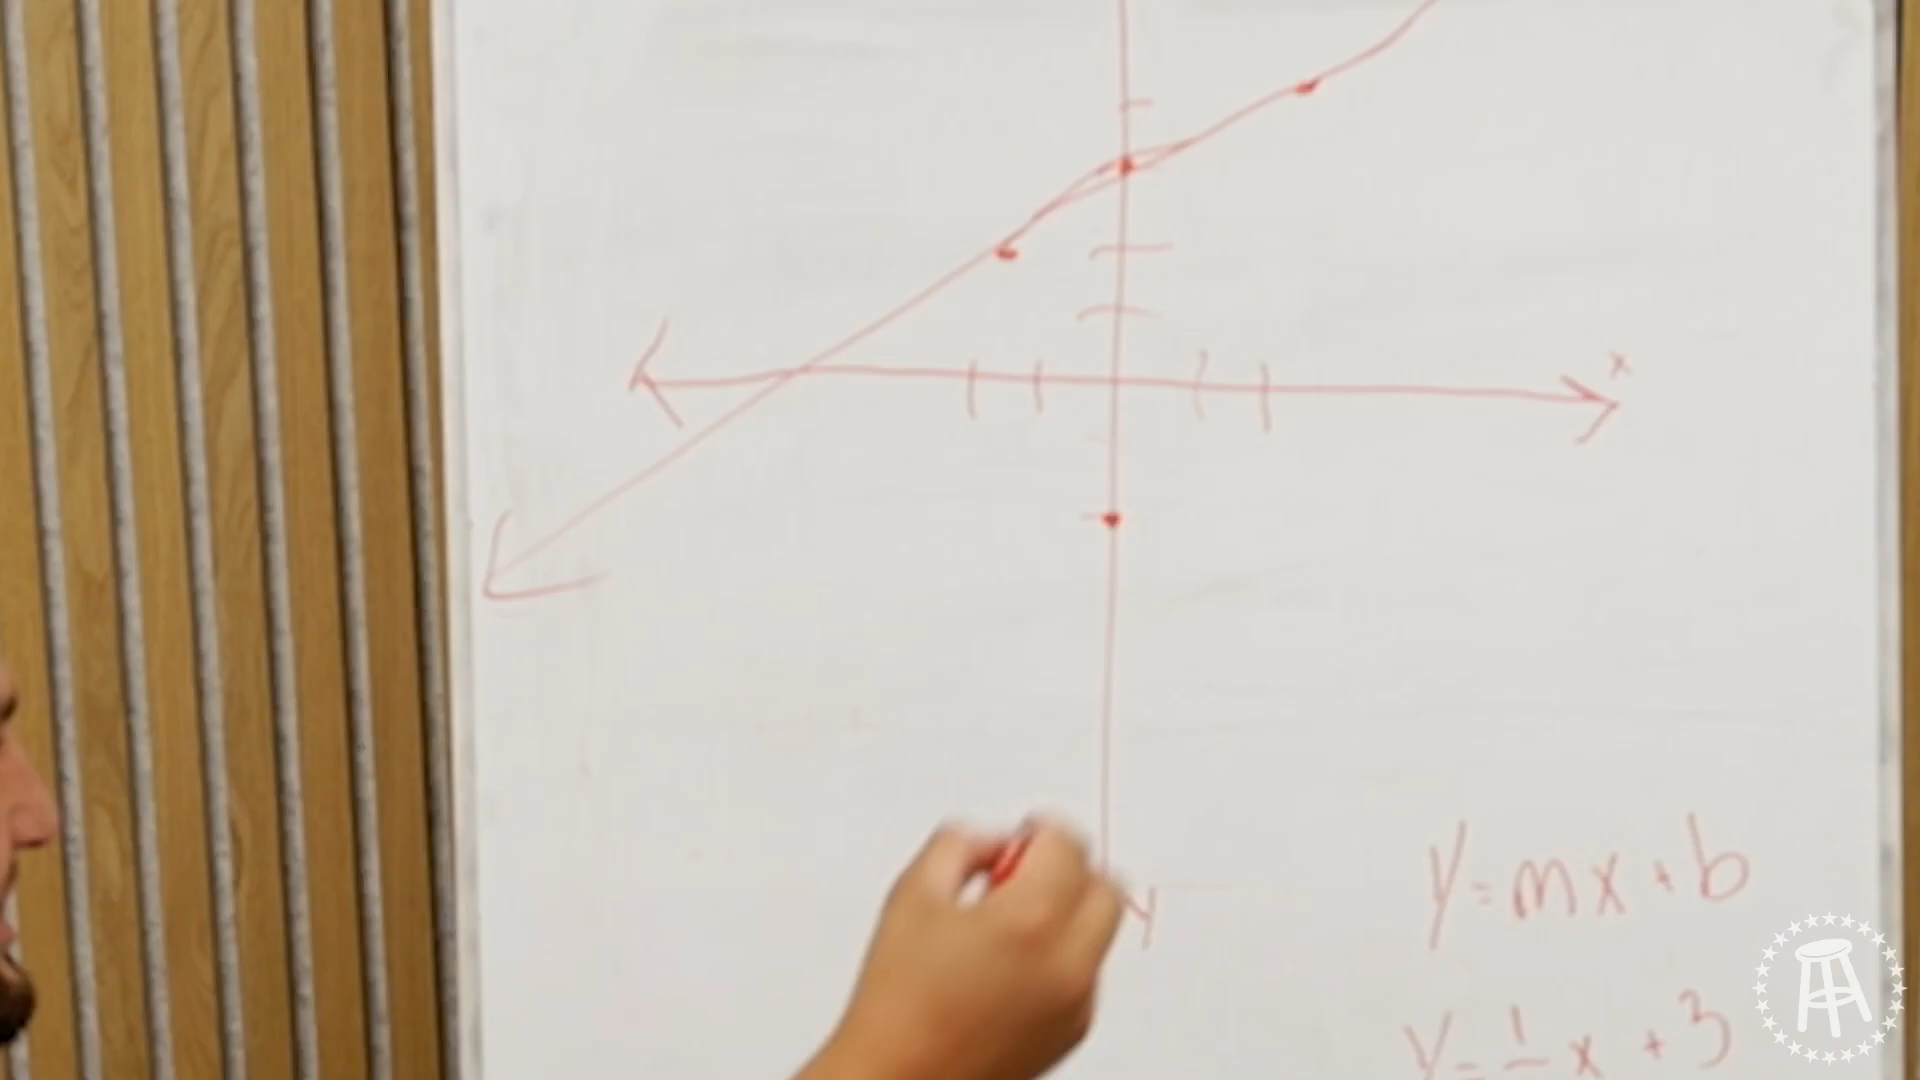 x
y
y = mx + b
y = 1 x + 3